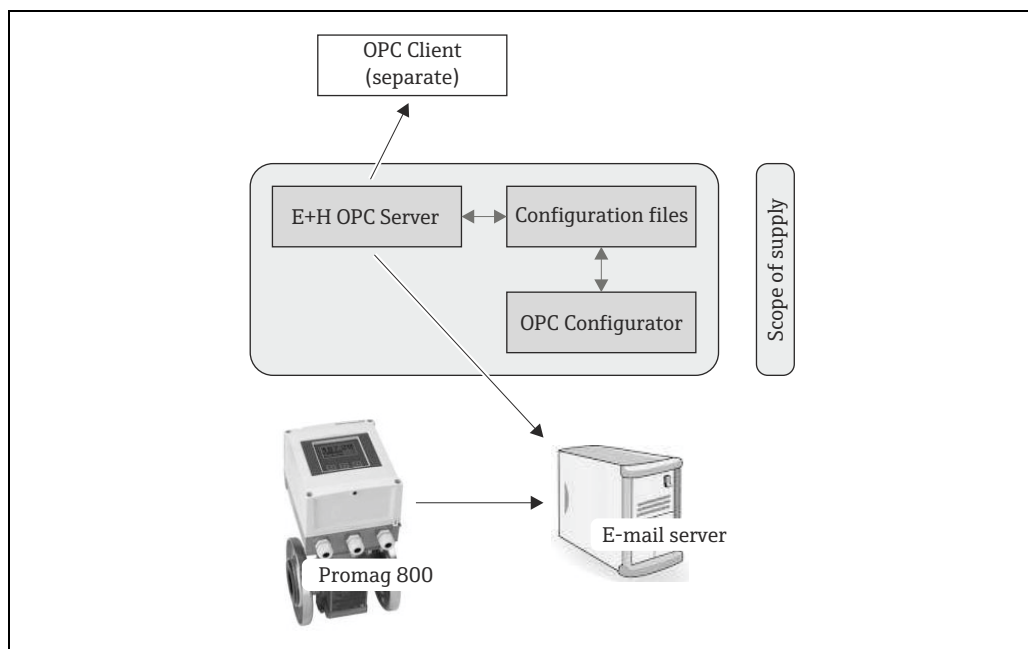 OPC Client
(separate)
E+H OPC Server
Configuration files
OPC Configurator
Scope of supply
E-mail server
Promag 800